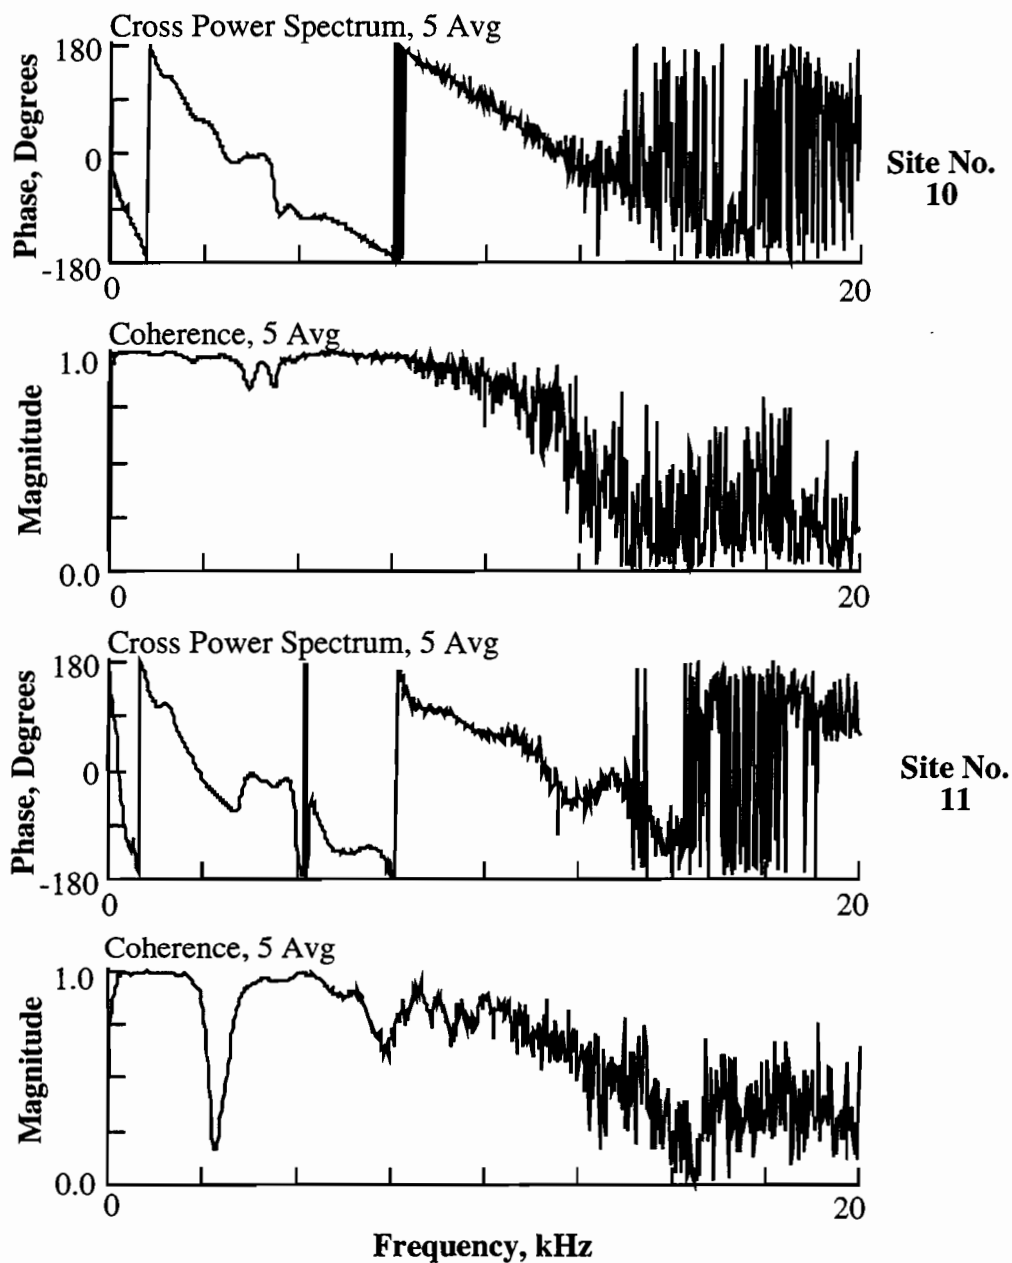 Cross Power Spectrum, 5 Avg
180
0
-180
Phase, Degrees
0
20
Site No.
10
Coherence, 5 Avg
1.0
0.0
Magnitude
0
20
Cross Power Spectrum, 5 Avg
180
0
-180
Phase, Degrees
0
20
Site No.
11
Coherence, 5 Avg
1.0
0.0
Magnitude
0
20
Frequency, kHz